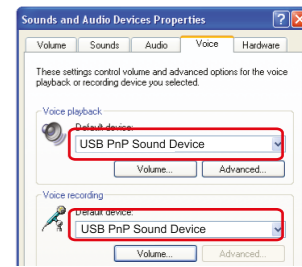 Sounds and Audio Devices Properties
Volume Sounds Audio Voice Hardware
These settings control volume and advanced options for the voice
playback or recording device you selected.
Voice playback
Default device:
USB PnP Sound Device
Volume... Advanced...
Voice recording
Default device:
USB PnP Sound Device
Volume... Advanced...